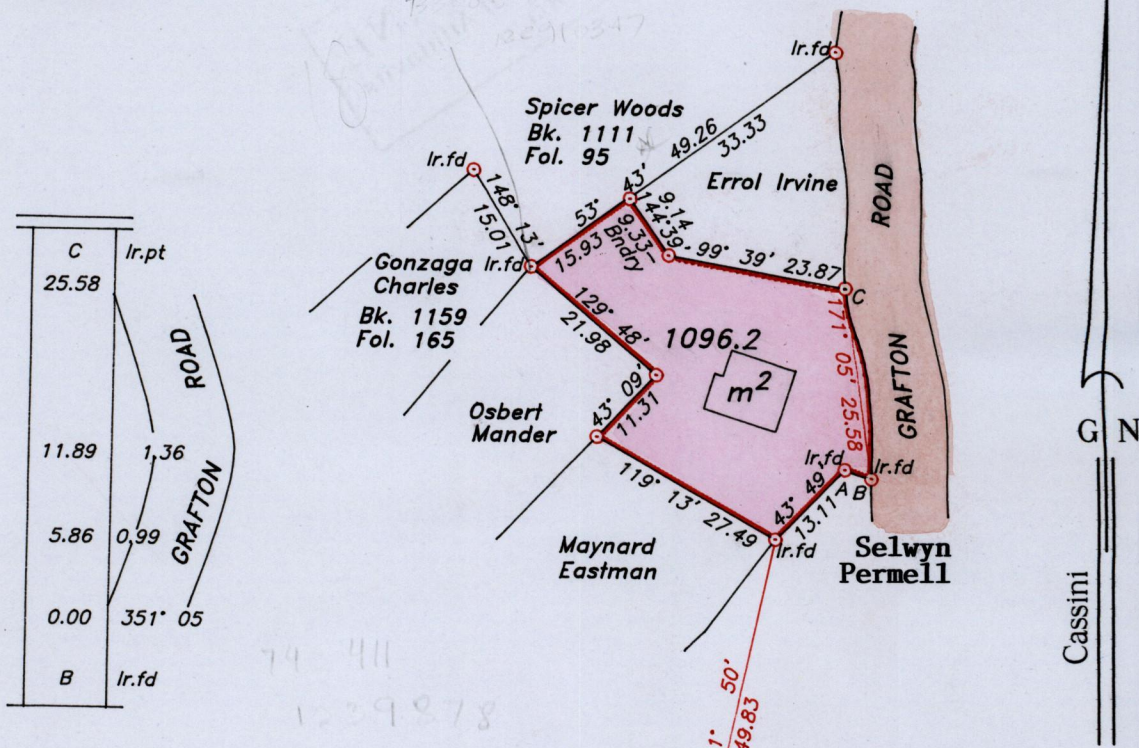 Ir.fd
ROAD
GRAFTON
Spicer Woods
Bk. 1111
Fol. 95
49.26
33.33
Errol Irvine
Ir.fd
148° 13'
15.01
53° 43'
15.93
9.14
144° 39'
9.33
Bndry
99° 39' 23.87
C
Gonzaga
Charles
Bk. 1159
Fol. 165
Ir.fd
129° 48'
21.98
1096.2
m²
171° 05' 25.58
Osbert
Mander
43° 09'
11.31
119° 13' 27.49
43° 49'
13.11
Ir.fd
A B
Ir.fd
Ir.fd
Maynard
Eastman
Selwyn
Permell
1° 50'
49.83
C Ir.pt
25.58
ROAD
11.89 1.36
GRAFTON
5.86 0.99
0.00 351° 05
B Ir.fd
74 411
1239878
G N
Cassini